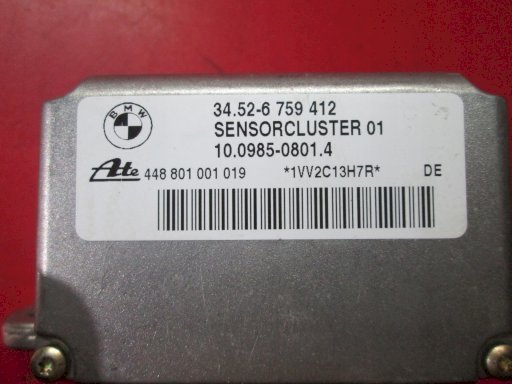 BMW
34.52-6 759 412
SENSORCLUSTER 01
10.0985-0801.4
Ate 448 801 001 019 *1VV2C13H7R* DE